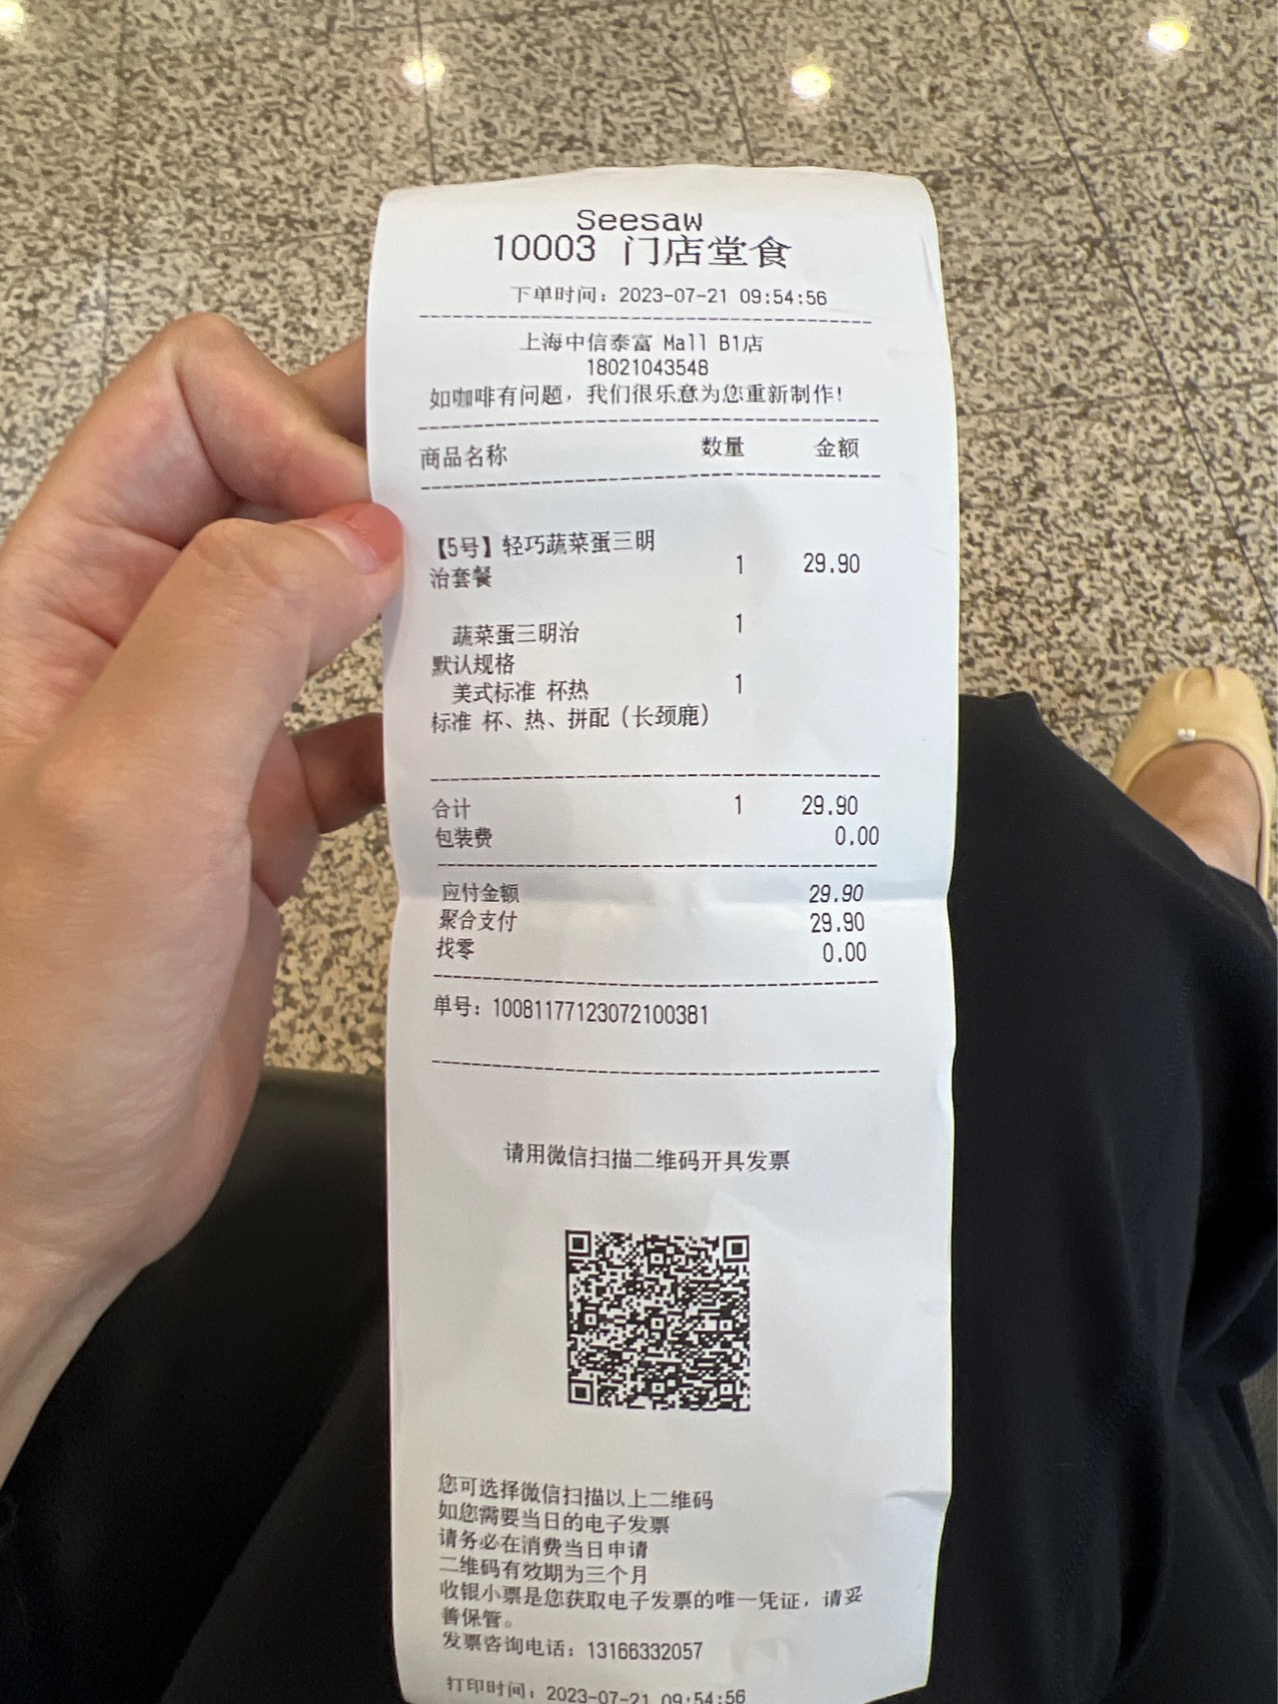 Seesaw
10003 门店堂食
下单时间：2023-07-21 09:54:56
上海中信泰富 Mall B1店
18021043548
如咖啡有问题，我们很乐意为您重新制作！
商品名称 数量 金额
【5号】轻巧蔬菜蛋三明
治套餐 1 29.90
蔬菜蛋三明治 1
默认规格
美式标准 杯热 1
标准 杯、热、拼配（长颈鹿）
合计 1 29.90
包装费 0.00
应付金额 29.90
聚合支付 29.90
找零 0.00
单号：10081177123072100381
请用微信扫描二维码开具发票
您可选择微信扫描以上二维码
如您需要当日的电子发票
请务必在消费当日申请
二维码有效期为三个月
收银小票是您获取电子发票的唯一凭证，请妥
善保管。
发票咨询电话：13166332057
打印时间：2023-07-21 09:54:56